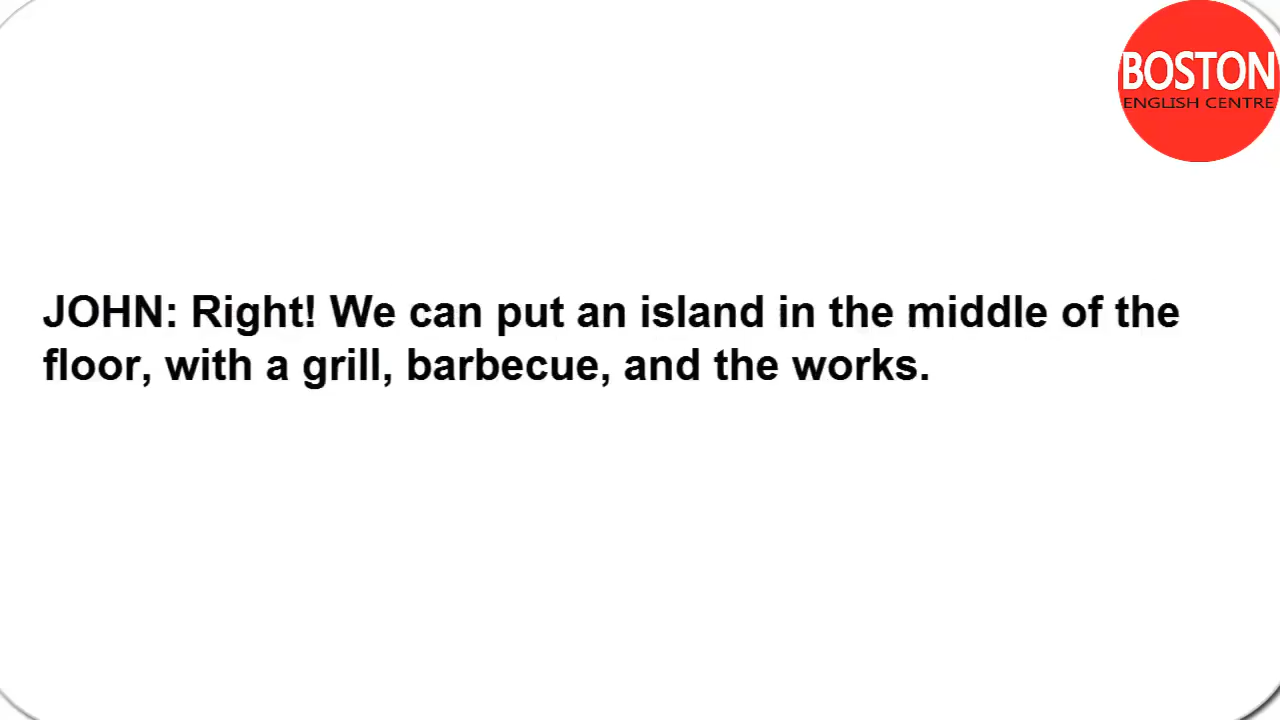 BOSTON
ENGLISH CENTRE
JOHN: Right! We can put an island in the middle of the
floor, with a grill, barbecue, and the works.